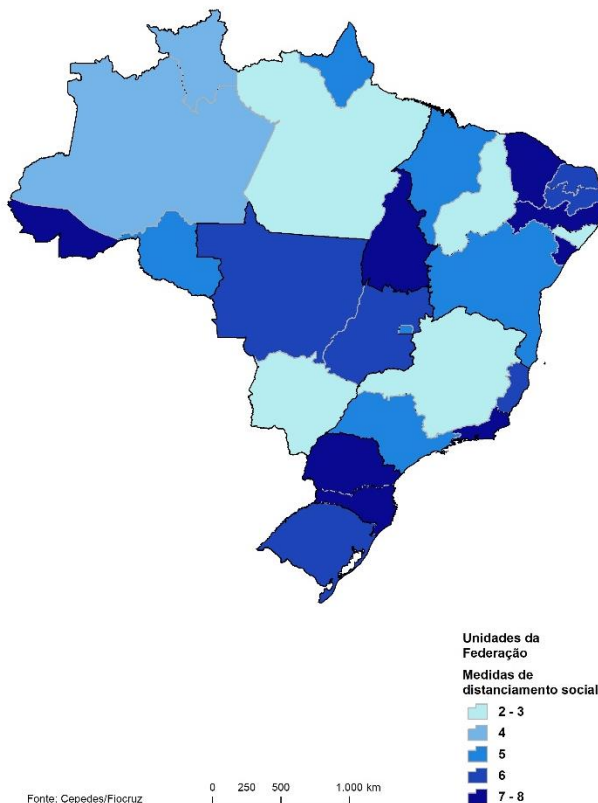 Unidades da
Federação
Medidas de
distanciamento social
2 - 3
4
5
6
7 - 8
Fonte: Cepedes/Fiocruz
0 250 500 1.000 km